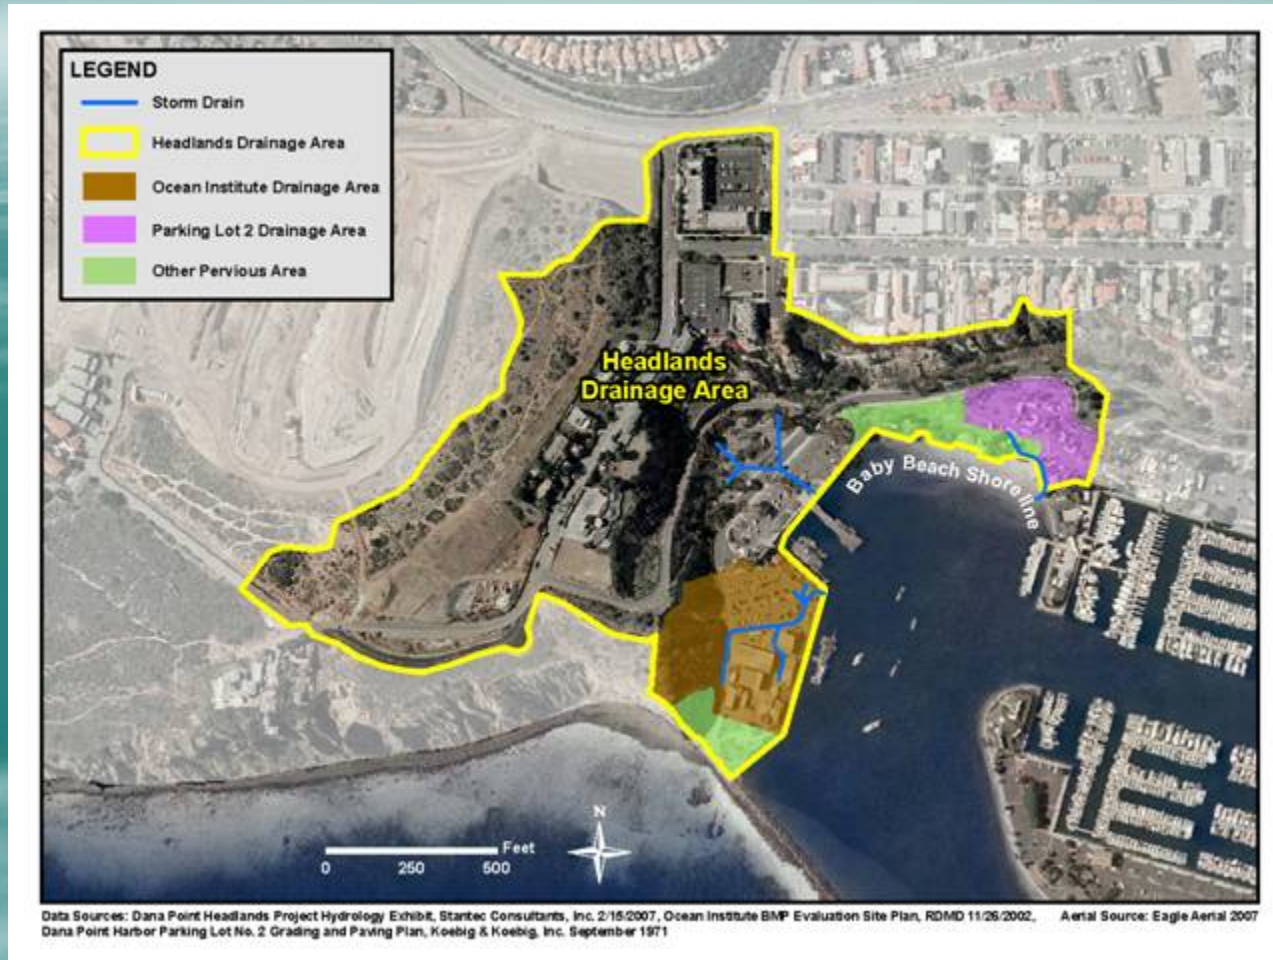 LEGEND
Storm Drain
Headlands Drainage Area
Ocean Institute Drainage Area
Parking Lot 2 Drainage Area
Other Pervious Area
Headlands
Drainage Area
Baby Beach Shore line
N
Feet
0 250 500
Data Sources: Dana Point Headlands Project Hydrology Exhibit, Stantec Consultants, Inc. 2/15/2007, Ocean Institute BMP Evaluation Site Plan, RDMD 11/26/2002, Aerial Source: Eagle Aerial 2007
Dana Point Harbor Parking Lot No. 2 Grading and Paving Plan, Koebig & Koebig, Inc. September 1971